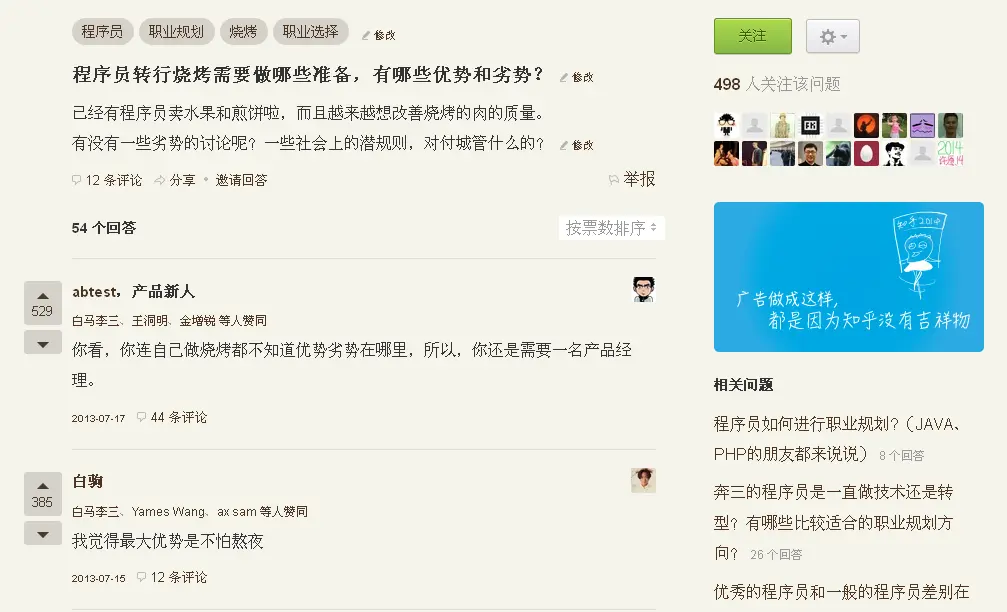 程序员 职业规划 烧烤 职业选择 修改
程序员转行烧烤需要做哪些准备，有哪些优势和劣势？ 修改
已经有程序员卖水果和煎饼啦，而且越来越想改善烧烤的肉的质量。
有没有一些劣势的讨论呢？一些社会上的潜规则，对付城管什么的？ 修改
12 条评论 分享 • 邀请回答 举报
54 个回答 按票数排序
529
abtest，产品新人
白马李三、王洞明、金增锐 等人赞同
你看，你连自己做烧烤都不知道优势劣势在哪里，所以，你还是需要一名产品经
理。
2013-07-17 44 条评论
385
白驹
白马李三、Yames Wang、ax sam 等人赞同
我觉得最大优势是不怕熬夜
2013-07-15 12 条评论
关注
498 人关注该问题
FK
2014
知乎2014
广告做成这样，
都是因为知乎没有吉祥物
相关问题
程序员如何进行职业规划？（JAVA、
PHP的朋友都来说说） 8 个回答
奔三的程序员是一直做技术还是转
型？有哪些比较适合的职业规划方
向？ 26 个回答
优秀的程序员和一般的程序员差别在